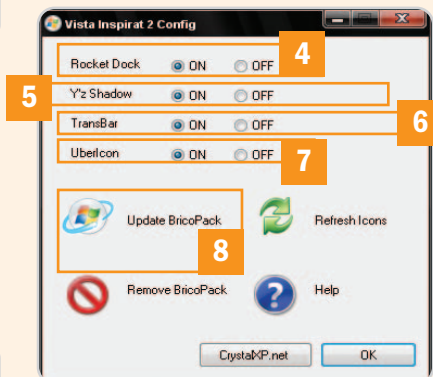 Vista Inspirat 2 Config
Rocket Dock ON OFF 4
5 Y'z Shadow ON OFF
TransBar ON OFF 6
UberIcon ON OFF 7
Update BricoPack Refresh Icons
8
Remove BricoPack Help
CrystalXP.net OK